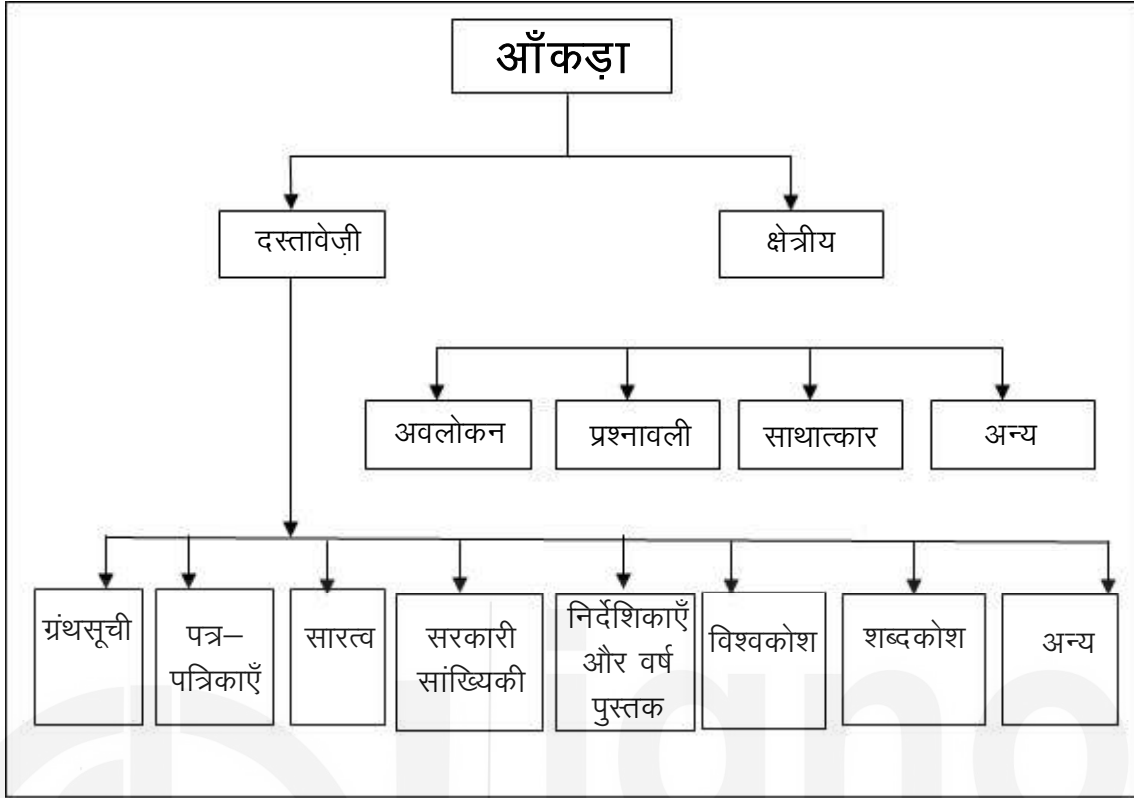 आँकड़ा
दस्तावेज़ी
क्षेत्रीय
अवलोकन
प्रश्नावली
साथात्कार
अन्य
ग्रंथसूची
पत्र–
पत्रिकाएँ
सारत्व
सरकारी
सांख्यिकी
निर्देशिकाएँ
और वर्ष
पुस्तक
विश्वकोश
शब्दकोश
अन्य
ignou